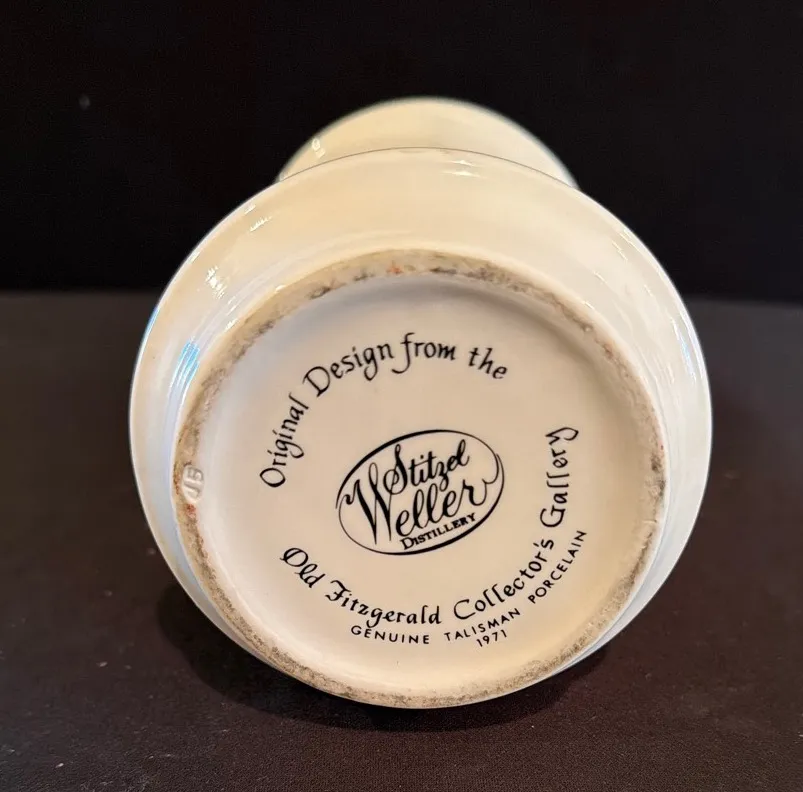 Original Design from the
Stitzel
Weller
DISTILLERY
Old Fitzgerald Collector's Gallery
GENUINE TALISMAN PORCELAIN
1971